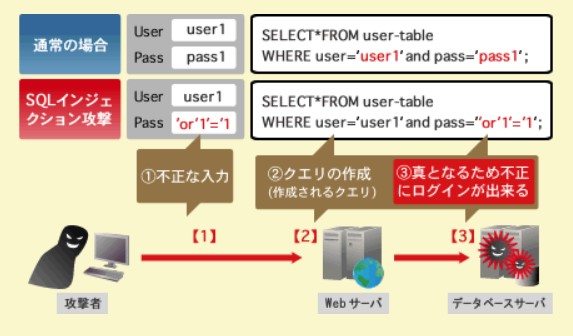 通常の場合
User user1
Pass pass1
SELECT*FROM user-table
WHERE user='user1'and pass='pass1';
SQLインジェ
クション攻撃
User user1
Pass 'or'1'='1
SELECT*FROM user-table
WHERE user='user1'and pass=''or'1'='1';
①不正な入力
②クエリの作成
(作成されるクエリ)
③真となるため不正
にログインが出来る
【1】
【2】
【3】
攻撃者
Webサーバ
データベースサーバ